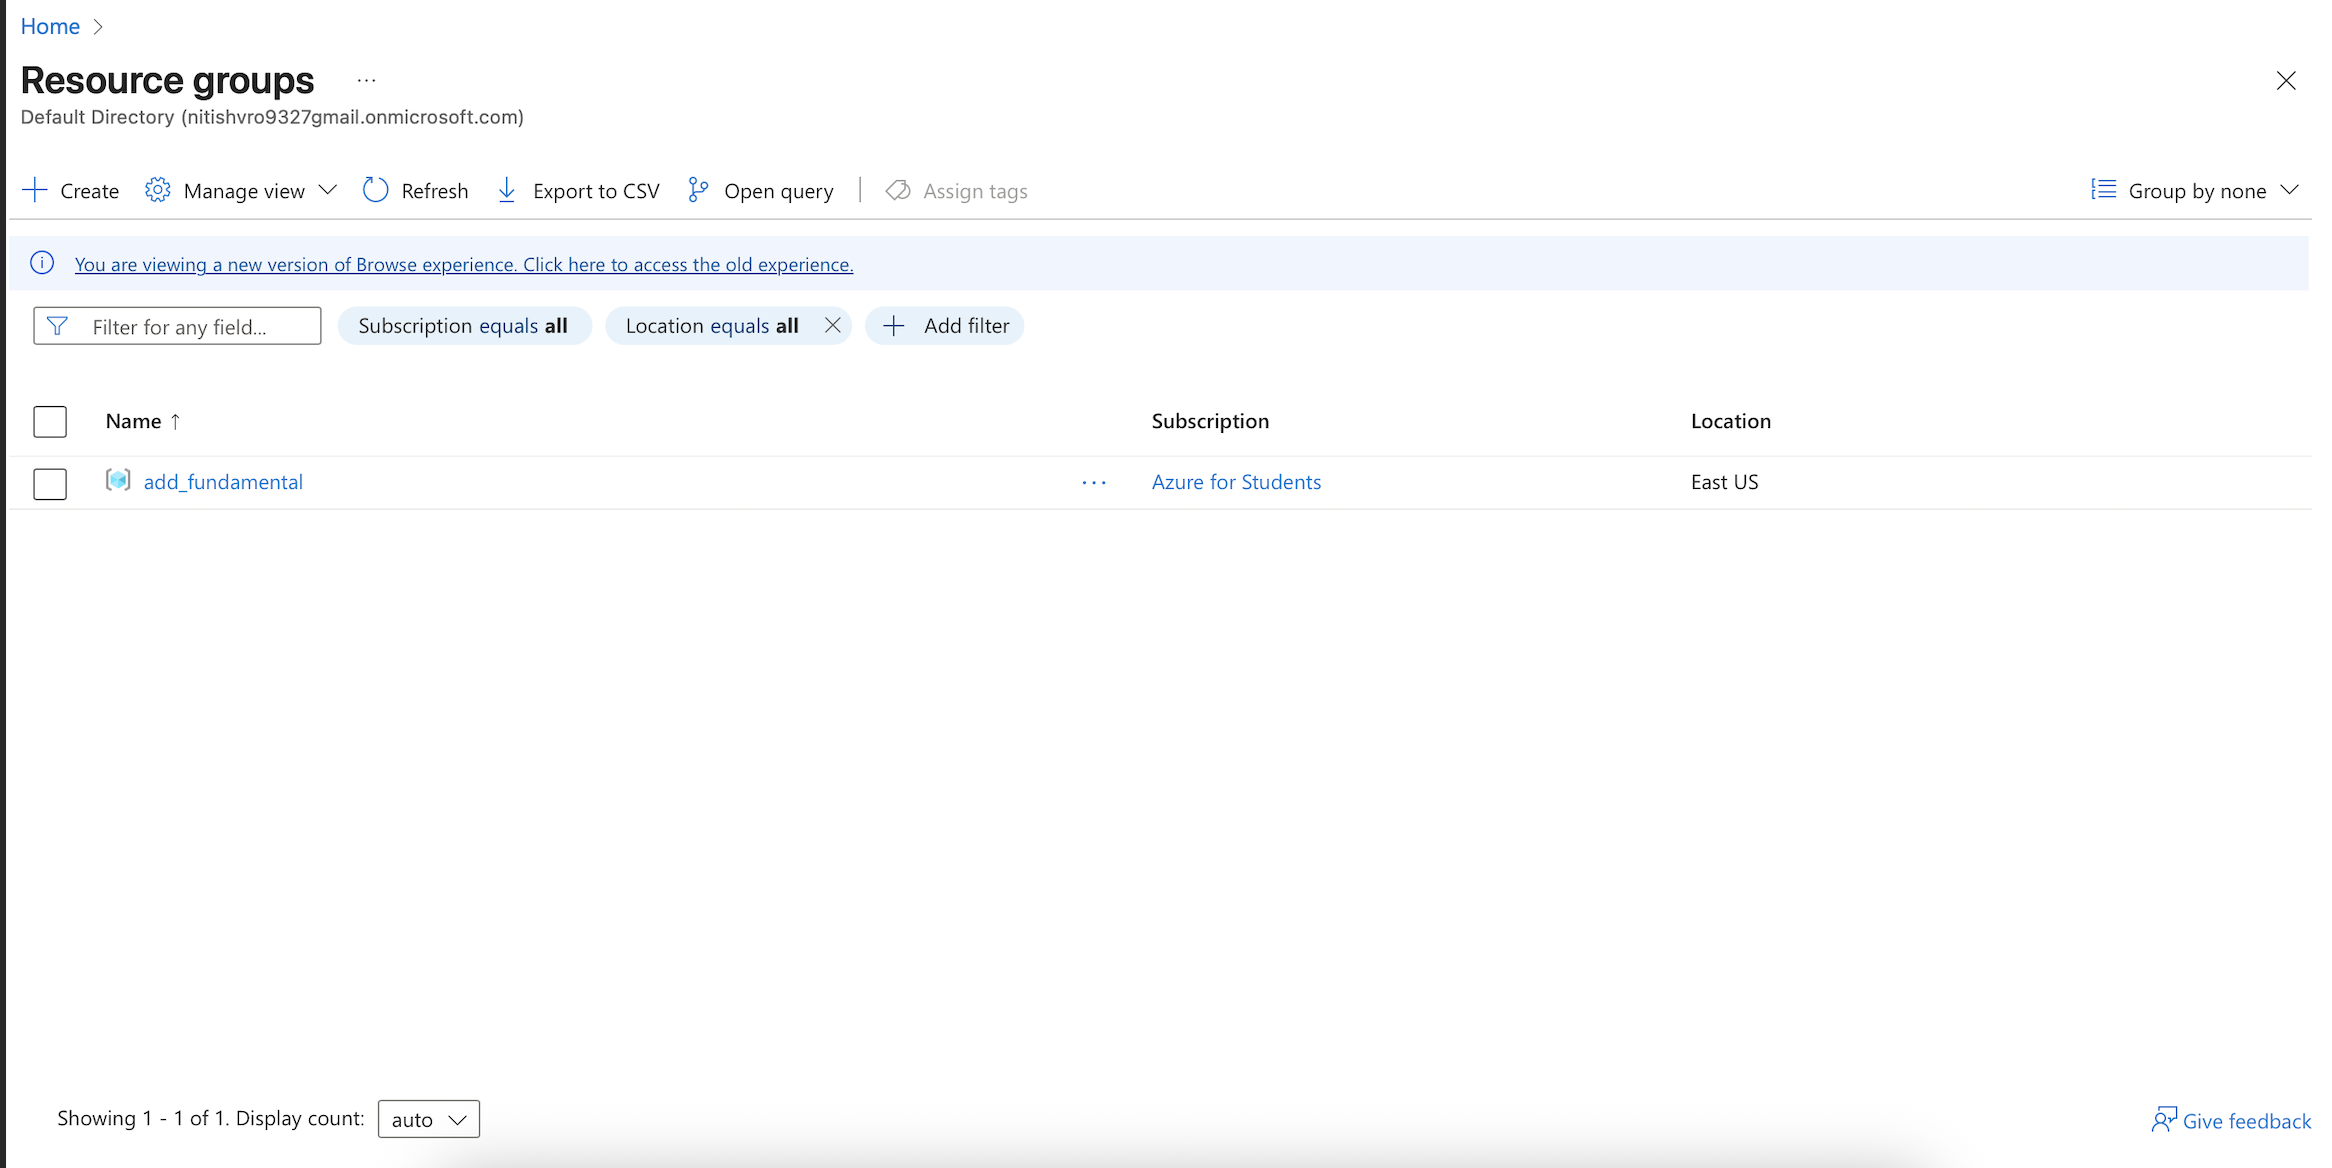 Home
Resource groups ...
Default Directory (nitishvro9327gmail.onmicrosoft.com)
Create Manage view Refresh Export to CSV Open query Assign tags Group by none
You are viewing a new version of Browse experience. Click here to access the old experience.
Filter for any field... Subscription equals all Location equals all Add filter
Name ↑ Subscription Location
add_fundamental ... Azure for Students East US
Showing 1 - 1 of 1. Display count: auto Give feedback